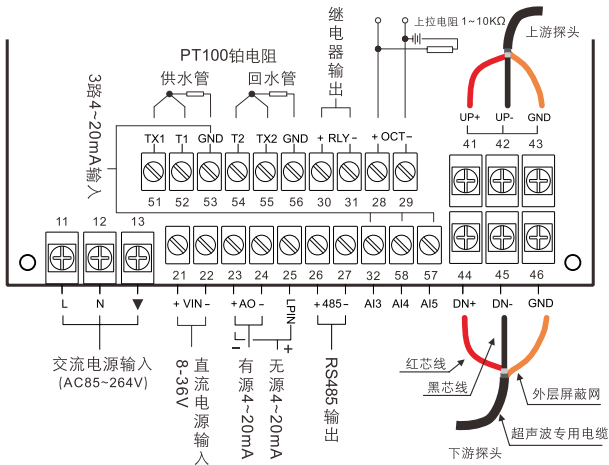 继电器输出
上拉电阻 1~10KΩ
上游探头
PT100铂电阻
供水管
回水管
3路4~20mA输入
UP+ UP- GND
41 42 43
TX1 T1 GND T2 TX2 GND + RLY - + OCT -
51 52 53 54 55 56 30 31 28 29
11 12 13
21 22 23 24 25 26 27 32 58 57
44 45 46
L N ▼
+ VIN - + AO - LPIN + 485 - AI3 AI4 AI5
DN+ DN- GND
- +
交流电源输入
(AC85~264V)
直流电源输入
8-36V
有源4~20mA
无源4~20mA
RS485输出
红芯线
黑芯线
外层屏蔽网
超声波专用电缆
下游探头